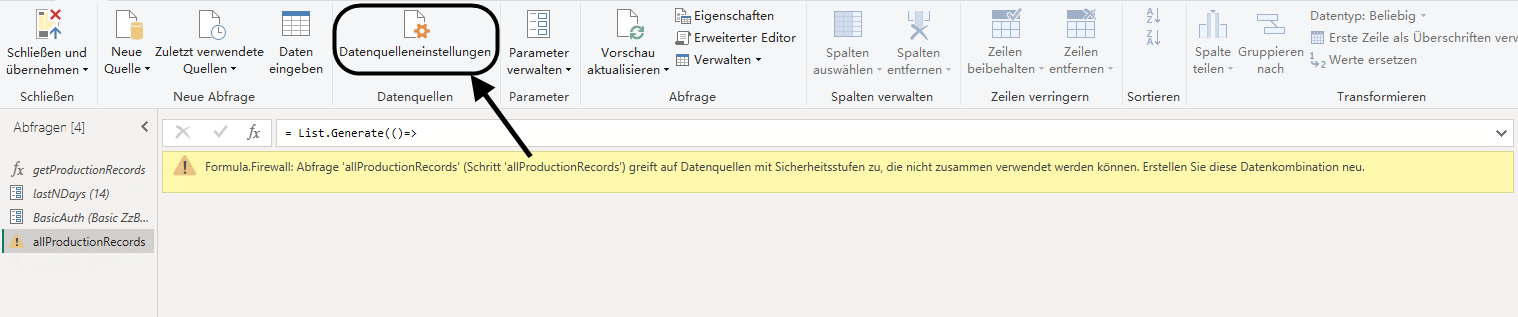 Schließen und
übernehmen
Schließen
Neue
Quelle
Zuletzt verwendete
Quellen
Daten
eingeben
Neue Abfrage
Datenquelleneinstellungen
Datenquellen
Parameter
verwalten
Parameter
Vorschau
aktualisieren
Eigenschaften
Erweiterter Editor
Verwalten
Abfrage
Spalten
auswählen
Spalten
entfernen
Spalten verwalten
Zeilen
beibehalten
Zeilen
entfernen
Zeilen verringern
A
Z
Z
A
Sortieren
Spalte
teilen
Gruppieren
nach
Datentyp: Beliebig
Erste Zeile als Überschriften verw
1
2
Werte ersetzen
Transformieren
Abfragen [4]
fx
= List.Generate(()=>
fx getProductionRecords
lastNDays (14)
BasicAuth (Basic ZzB...
allProductionRecords
Formula.Firewall: Abfrage 'allProductionRecords' (Schritt 'allProductionRecords') greift auf Datenquellen mit Sicherheitsstufen zu, die nicht zusammen verwendet werden können. Erstellen Sie diese Datenkombination neu.